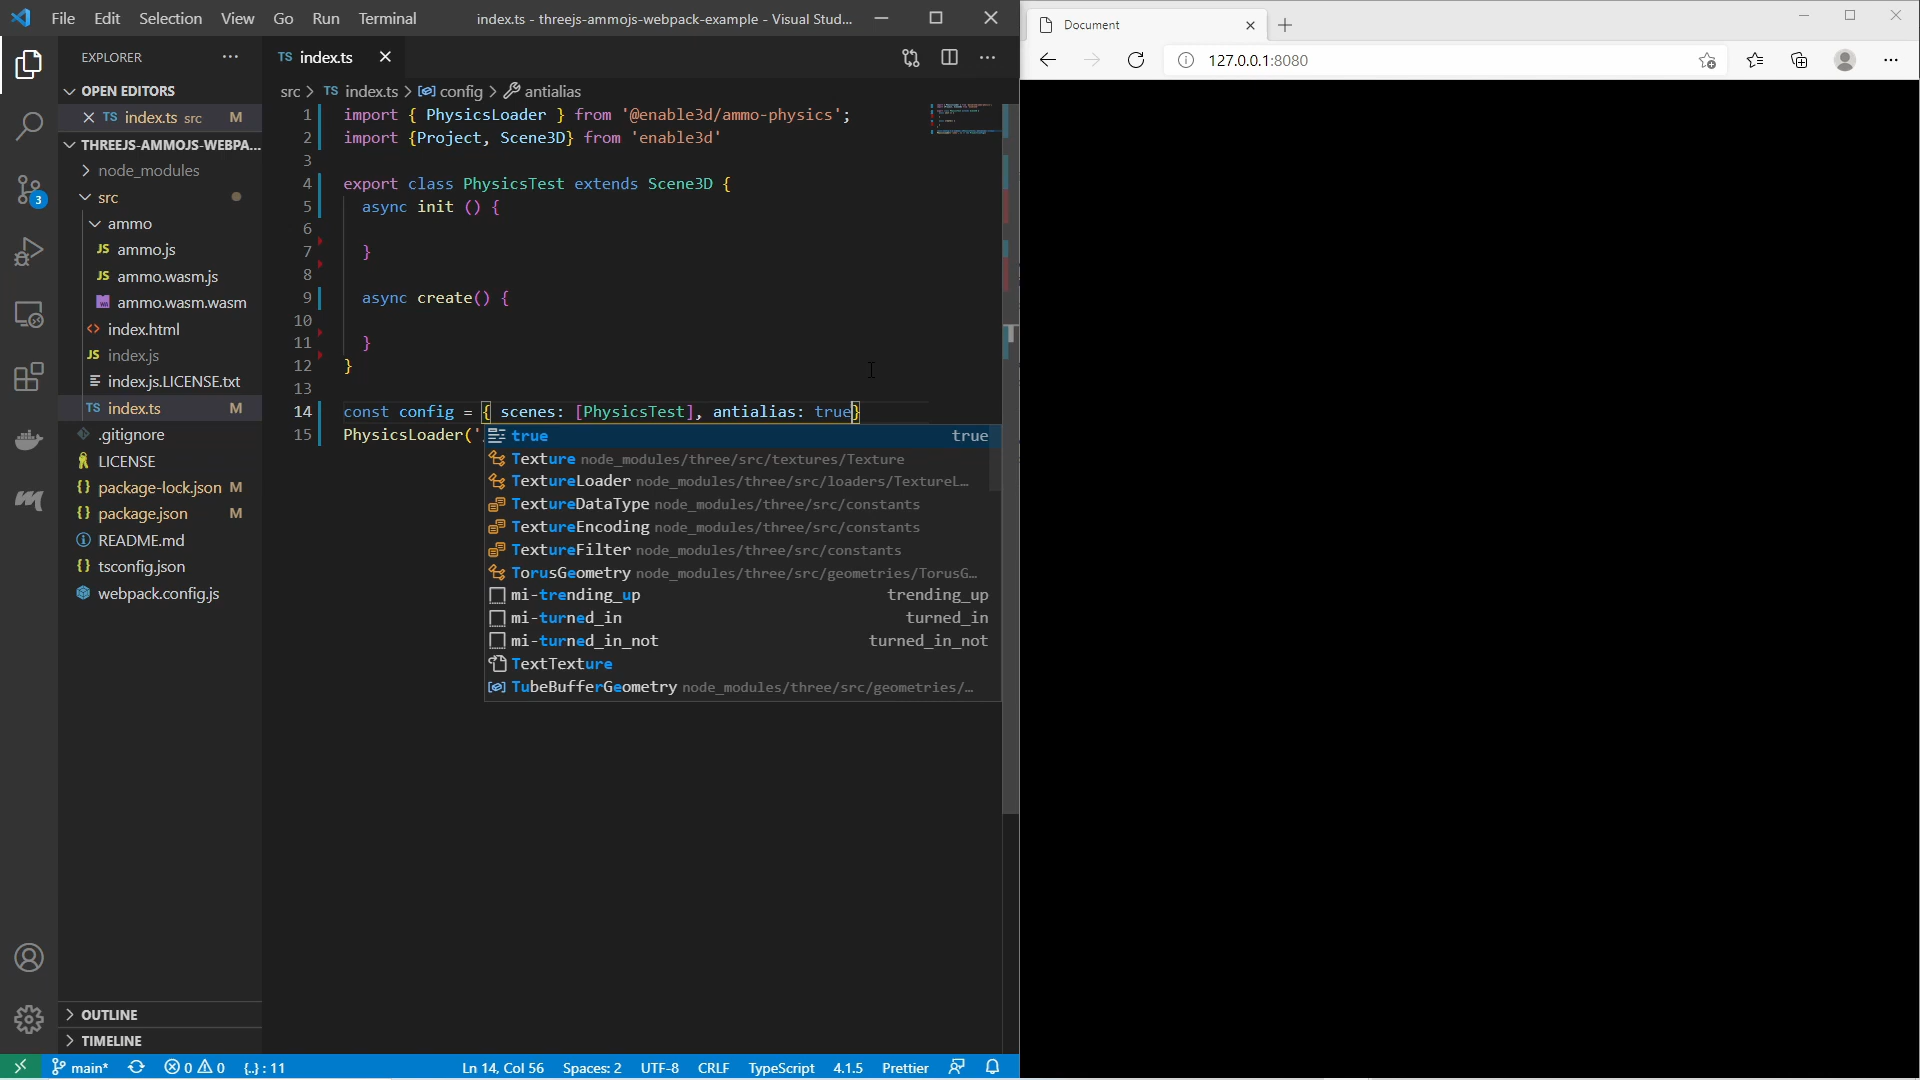 File Edit Selection View Go Run Terminal
index.ts - threejs-ammojs-webpack-example - Visual Stud...
EXPLORER
OPEN EDITORS
TS index.ts src M
THREEJS-AMMOJS-WEBPA...
node_modules
src
ammo
JS ammo.js
JS ammo.wasm.js
ammo.wasm.wasm
<> index.html
JS index.js
index.js.LICENSE.txt
TS index.ts M
.gitignore
LICENSE
{} package-lock.json M
{} package.json M
README.md
{} tsconfig.json
webpack.config.js
OUTLINE
TIMELINE
3
TS index.ts
src > TS index.ts > config > antialias
1 import { PhysicsLoader } from '@enable3d/ammo-physics';
2 import {Project, Scene3D} from 'enable3d'
3
4 export class PhysicsTest extends Scene3D {
5 async init () {
6
7 }
8
9 async create() {
10
11 }
12 }
13
14 const config = { scenes: [PhysicsTest], antialias: true}
15 PhysicsLoader('
true true
Texture node_modules/three/src/textures/Texture
TextureLoader node_modules/three/src/loaders/TextureL...
TextureDataType node_modules/three/src/constants
TextureEncoding node_modules/three/src/constants
TextureFilter node_modules/three/src/constants
TorusGeometry node_modules/three/src/geometries/TorusG...
mi-trending_up trending_up
mi-turned_in turned_in
mi-turned_in_not turned_in_not
TextTexture
TubeBufferGeometry node_modules/three/src/geometries/...
main* 0 0 {..} : 11 Ln 14, Col 56 Spaces: 2 UTF-8 CRLF TypeScript 4.1.5 Prettier
Document
127.0.0.1:8080